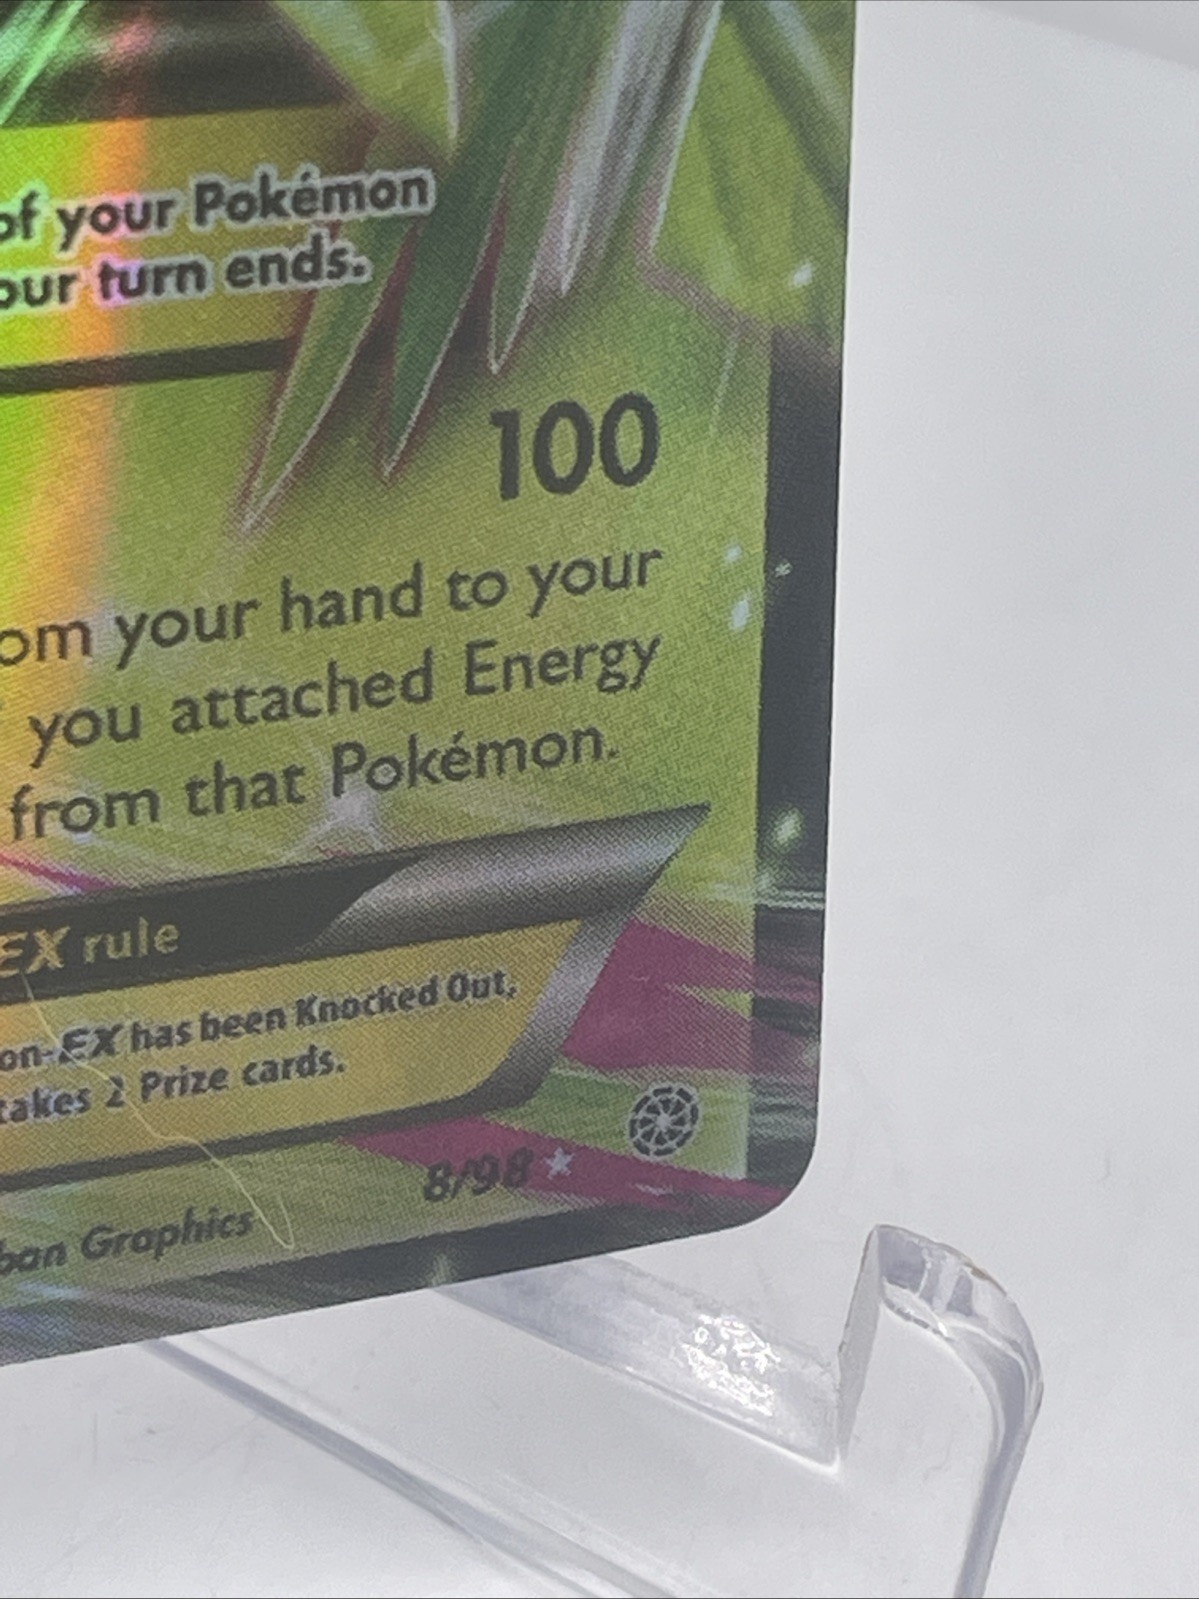 of your Pokémon
our turn ends.
100
om your hand to your
you attached Energy
from that Pokémon.
EX rule
on-EX has been Knocked Out,
takes 2 Prize cards.
8/98
ban Graphics